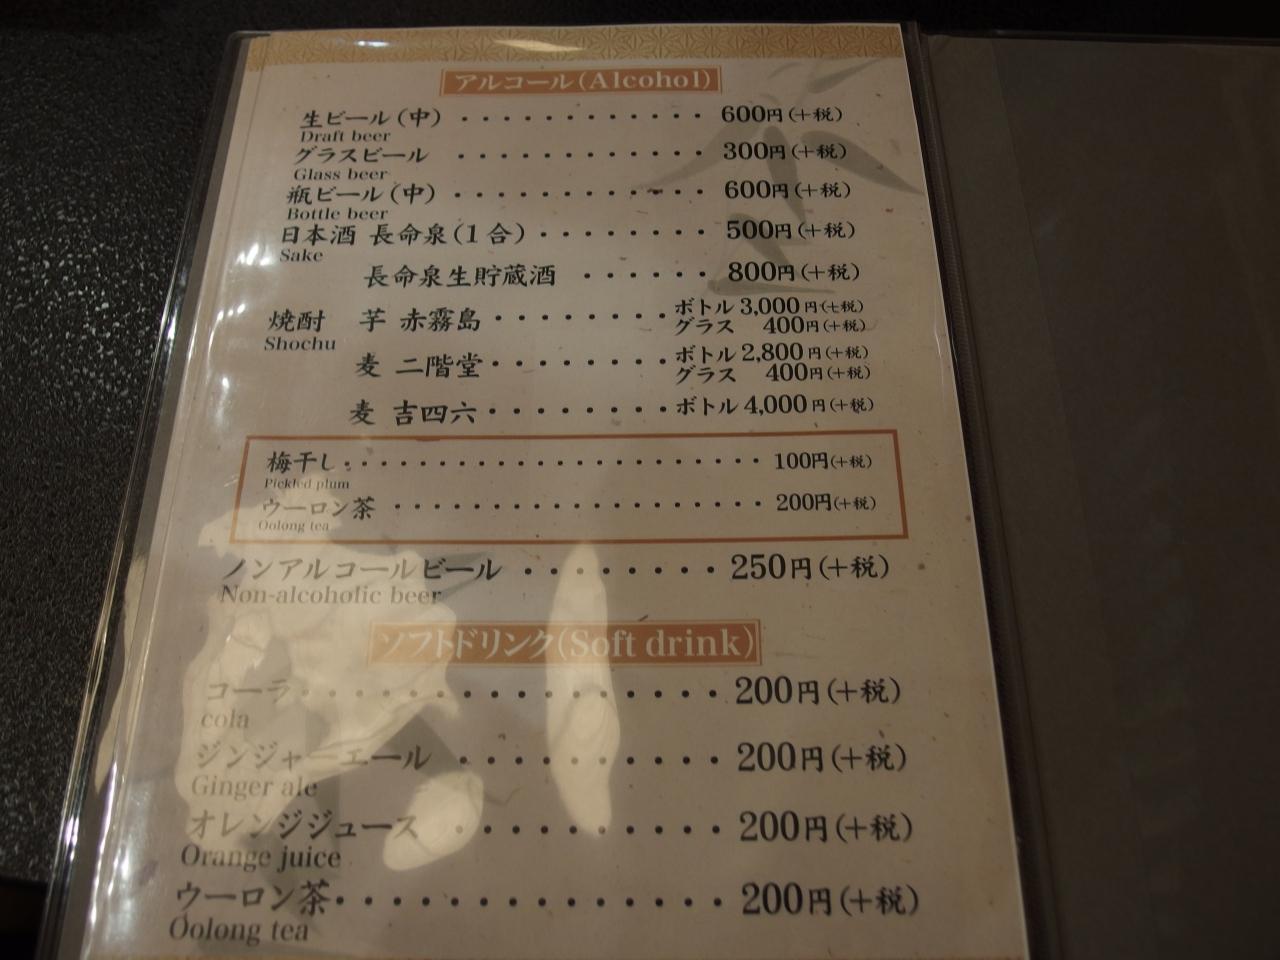 アルコール(Alcohol)
生ビール(中)・・・・・・・・・・・・600円(+税)
Draft beer
グラスビール ・・・・・・・・・・・・300円(+税)
Glass beer
瓶ビール(中)・・・・・・・・・・・・600円(+税)
Bottle beer
日本酒 長命泉(1合)・・・・・・・・500円(+税)
Sake
長命泉生貯蔵酒 ・・・・・・800円(+税)
焼酎 芋 赤霧島・・・・・・・・ボトル 3,000円(+税)
グラス 400円(+税)
Shochu
麦 二階堂・・・・・・・・ボトル 2,800円(+税)
グラス 400円(+税)
麦 吉四六・・・・・・・・ボトル 4,000円(+税)
梅干し・・・・・・・・・・・・・・・・・・・・・・100円(+税)
Pickled plum
ウーロン茶 ・・・・・・・・・・・・・・・・・・・・200円(+税)
Oolong tea
ノンアルコールビール ・・・・・・・・250円(+税)
Non-alcoholic beer
ソフトドリンク(Soft drink)
コーラ・・・・・・・・・・・・・・・・200円(+税)
cola
ジンジャーエール ・・・・・・・・・・200円(+税)
Ginger ale
オレンジジュース ・・・・・・・・・・200円(+税)
Orange juice
ウーロン茶・・・・・・・・・・・・・・200円(+税)
Oolong tea